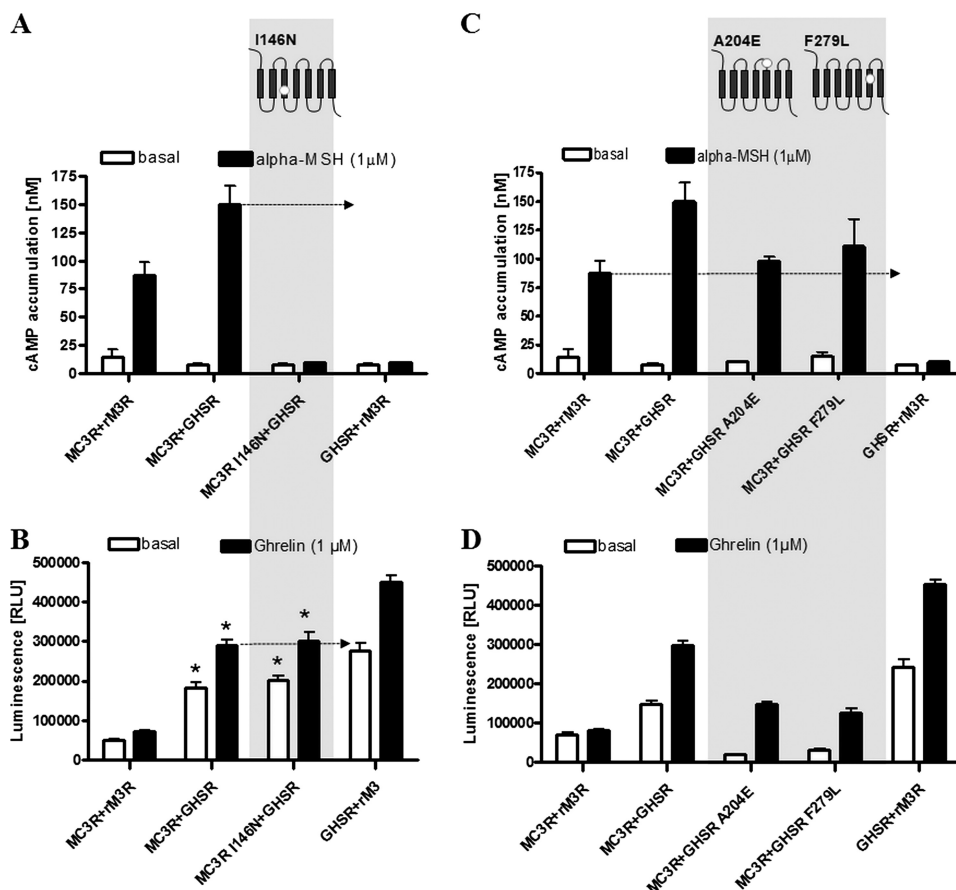 A
I146N
basal
alpha-MSH (1μM)
cAMP accumulation [nM]
175
150
125
100
75
50
25
0
MC3R+rM3R
MC3R+GHSR
MC3R I146N+GHSR
GHSR+rM3R
C
A204E
F279L
basal
alpha-MSH (1μM)
cAMP accumulation [nM]
175
150
125
100
75
50
25
0
MC3R+rM3R
MC3R+GHSR
MC3R+GHSR A204E
MC3R+GHSR F279L
GHSR+rM3R
B
basal
Ghrelin (1 μM)
Luminescence [RLU]
500000
400000
300000
200000
100000
0
*
*
*
*
MC3R+rM3R
MC3R+GHSR
MC3R I146N+GHSR
GHSR+rM3
D
basal
Ghrelin (1μM)
Luminescence [RLU]
500000
400000
300000
200000
100000
0
MC3R+rM3R
MC3R+GHSR
MC3R+GHSR A204E
MC3R+GHSR F279L
GHSR+rM3R